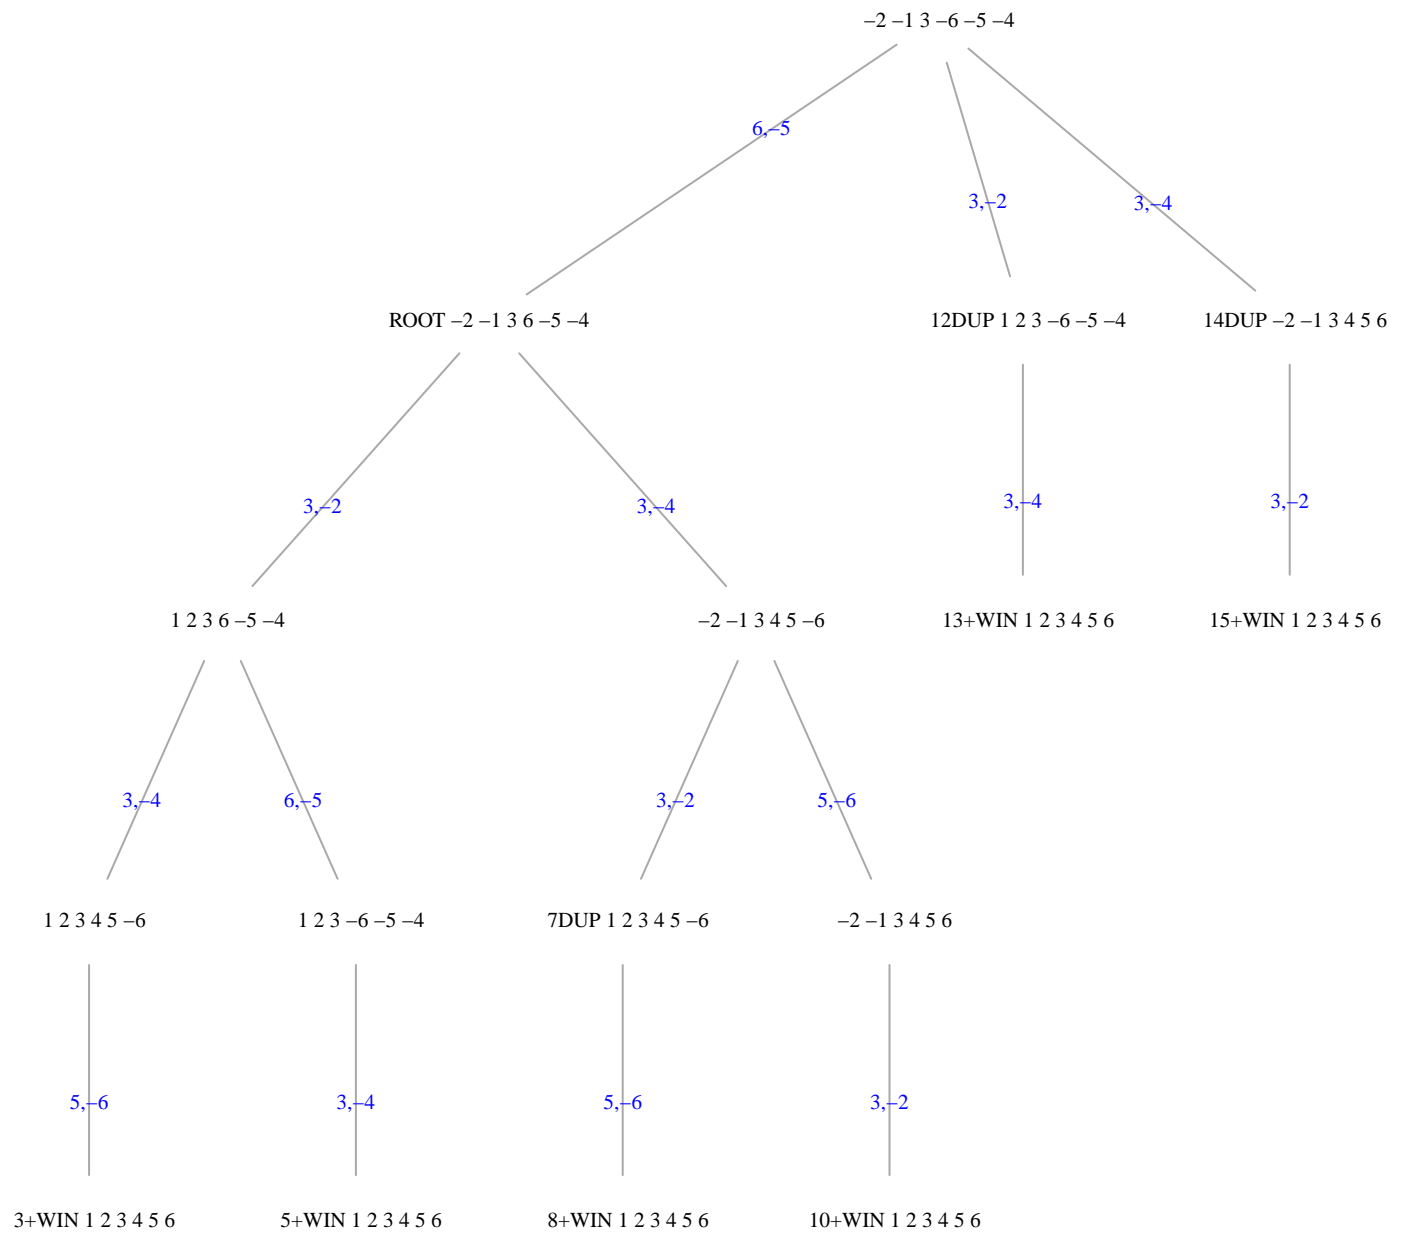 −2 −1 3 −6 −5 −4
6,−5
3,−2
3,−4
ROOT −2 −1 3 6 −5 −4
12DUP 1 2 3 −6 −5 −4
14DUP −2 −1 3 4 5 6
3,−2
3,−4
3,−4
3,−2
1 2 3 6 −5 −4
−2 −1 3 4 5 −6
13+WIN 1 2 3 4 5 6
15+WIN 1 2 3 4 5 6
3,−4
6,−5
3,−2
5,−6
1 2 3 4 5 −6
1 2 3 −6 −5 −4
7DUP 1 2 3 4 5 −6
−2 −1 3 4 5 6
5,−6
3,−4
5,−6
3,−2
3+WIN 1 2 3 4 5 6
5+WIN 1 2 3 4 5 6
8+WIN 1 2 3 4 5 6
10+WIN 1 2 3 4 5 6